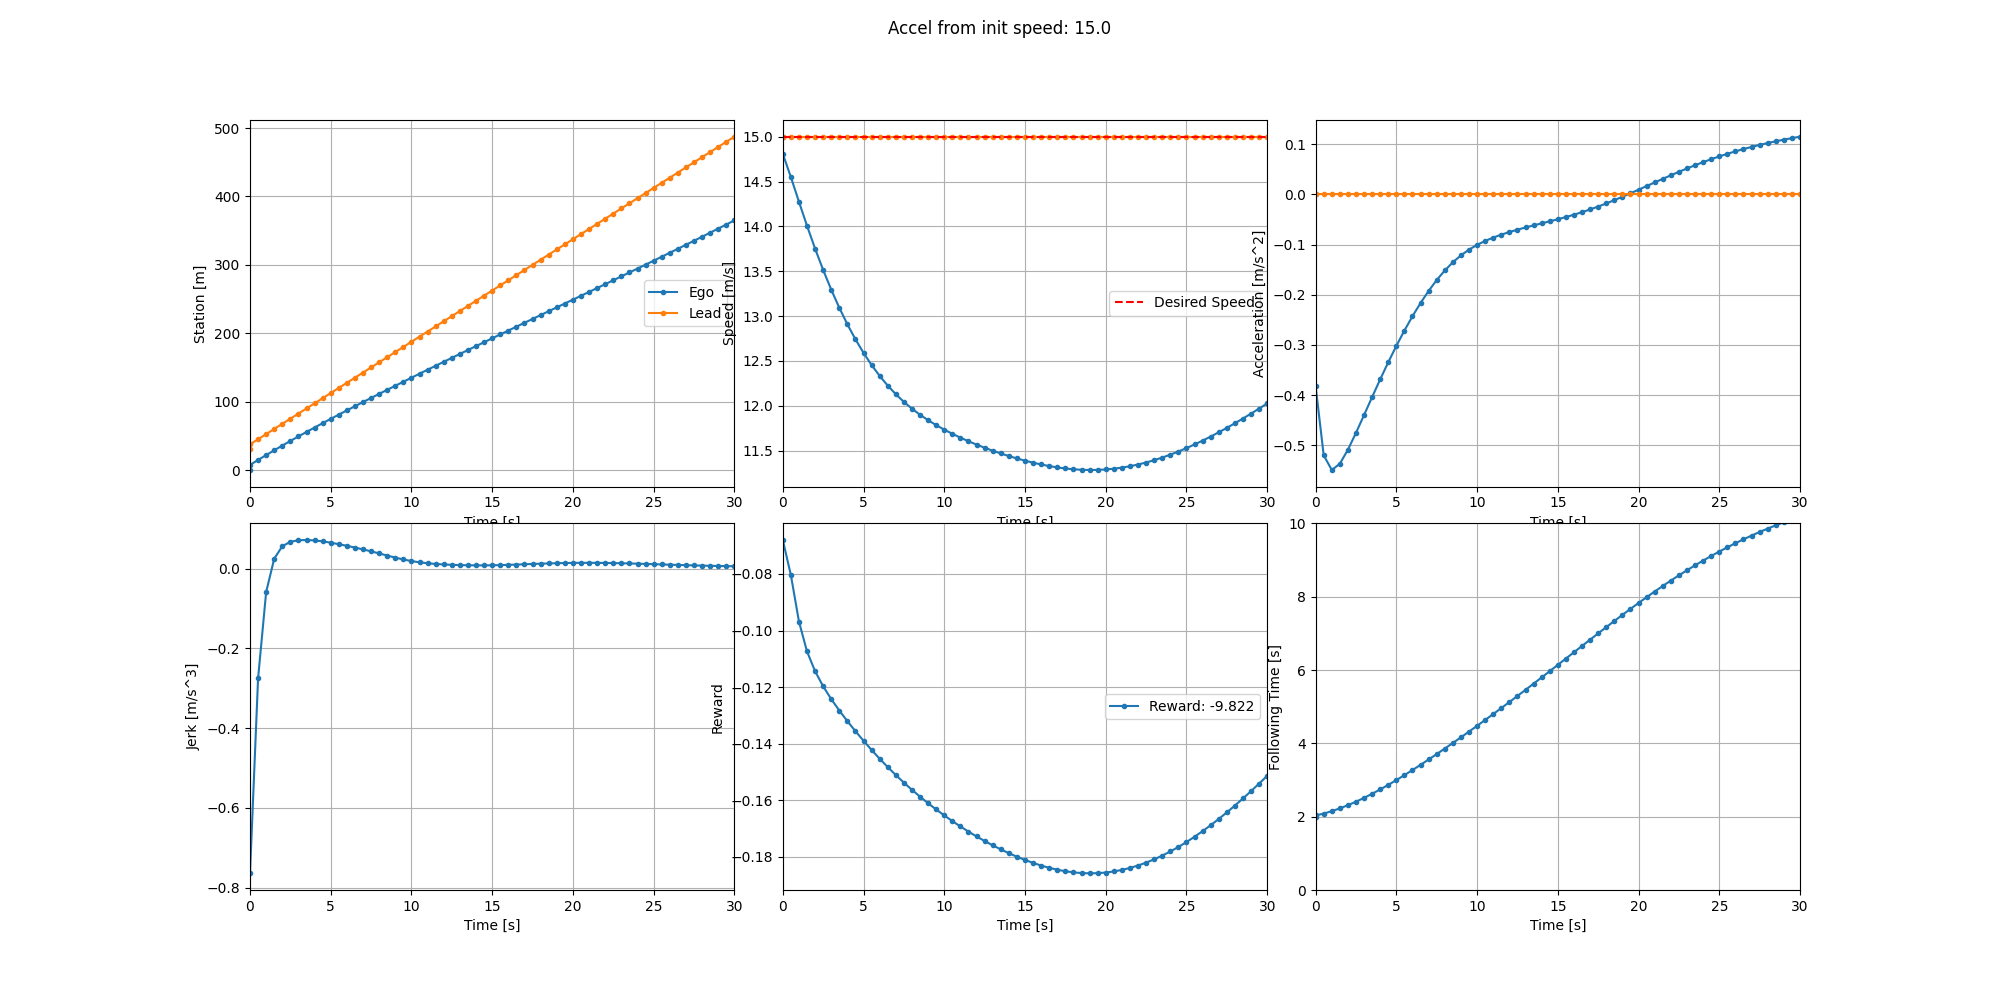 Accel from init speed: 15.0
Station [m]
500
400
300
200
100
0
Ego
Lead
0 5 10 15 20 25 30
Time [s]
Speed [m/s]
15.0
14.5
14.0
13.5
13.0
12.5
12.0
11.5
Desired Speed
0 5 10 15 20 25 30
Time [s]
Acceleration [m/s^2]
0.1
0.0
−0.1
−0.2
−0.3
−0.4
−0.5
0 5 10 15 20 25 30
Time [s]
Jerk [m/s^3]
0.0
−0.2
−0.4
−0.6
−0.8
0 5 10 15 20 25 30
Time [s]
Reward
−0.08
−0.10
−0.12
−0.14
−0.16
−0.18
Reward: -9.822
0 5 10 15 20 25 30
Time [s]
Following Time [s]
10
8
6
4
2
0
0 5 10 15 20 25 30
Time [s]